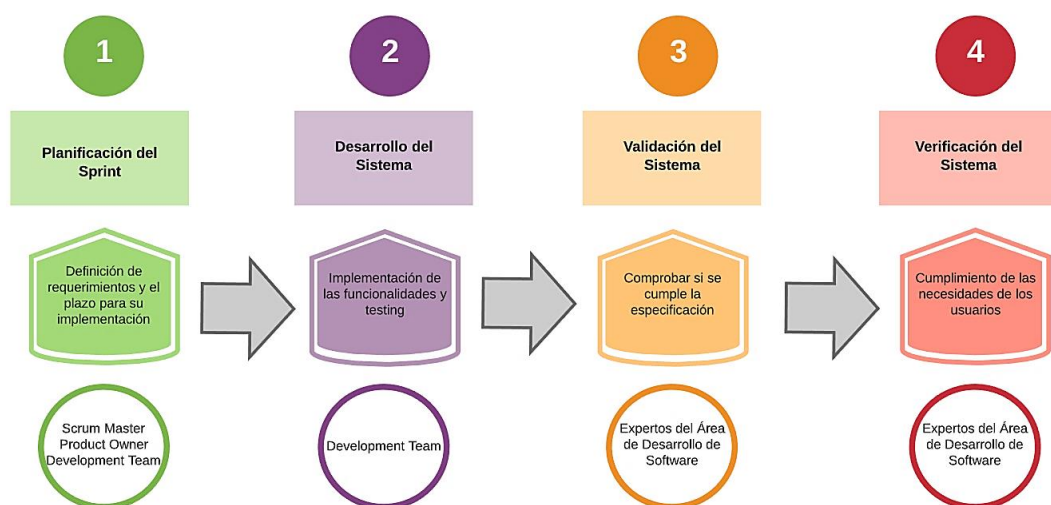 1
2
3
4
Planificación del
Sprint
Desarrollo del
Sistema
Validación del
Sistema
Verificación del
Sistema
Definición de
requerimientos y el
plazo para su
implementación
Implementación de
las funcionalidades y
testing
Comprobar si se
cumple la
especificación
Cumplimiento de las
necesidades de los
usuarios
Scrum Master
Product Owner
Development Team
Development Team
Expertos del Área
de Desarrollo de
Software
Expertos del Área
de Desarrollo de
Software